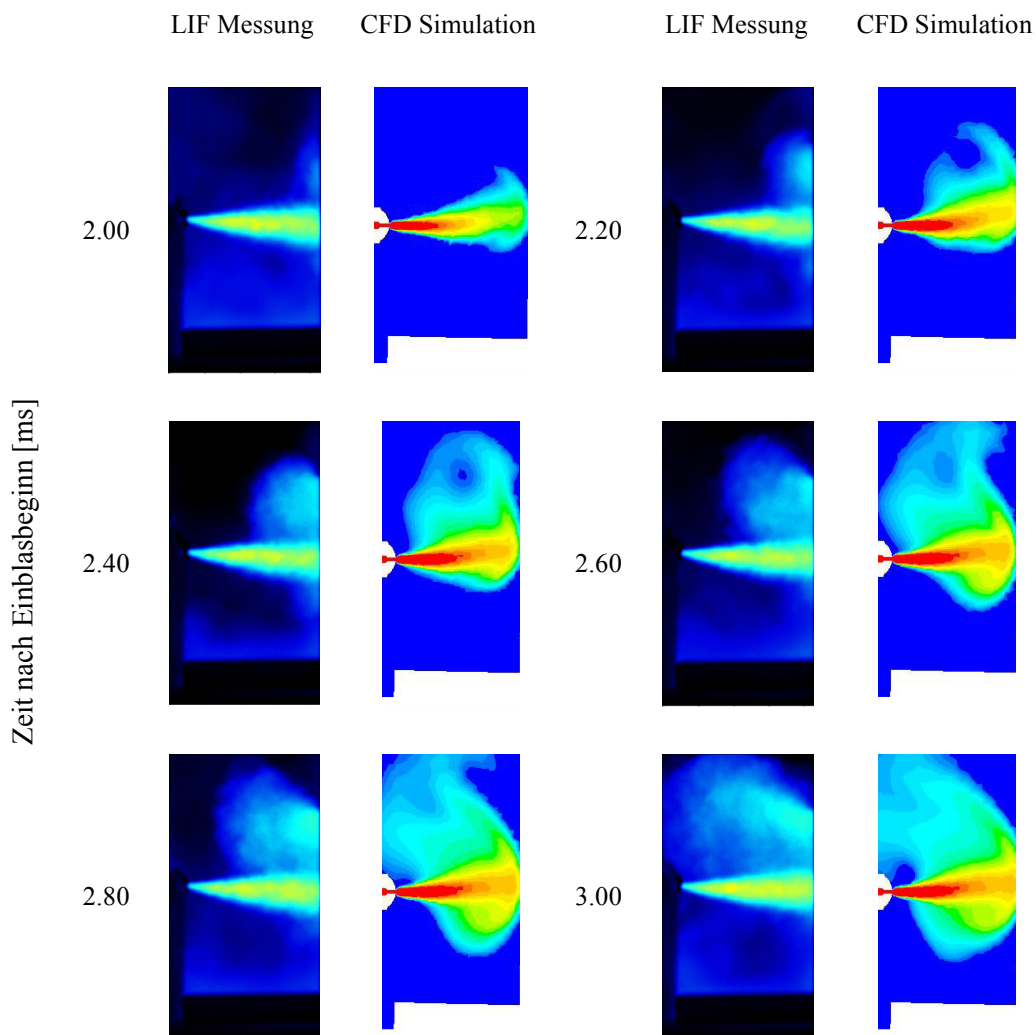 LIF Messung CFD Simulation LIF Messung CFD Simulation
Zeit nach Einblasbeginn [ms]
2.00 2.20
2.40 2.60
2.80 3.00